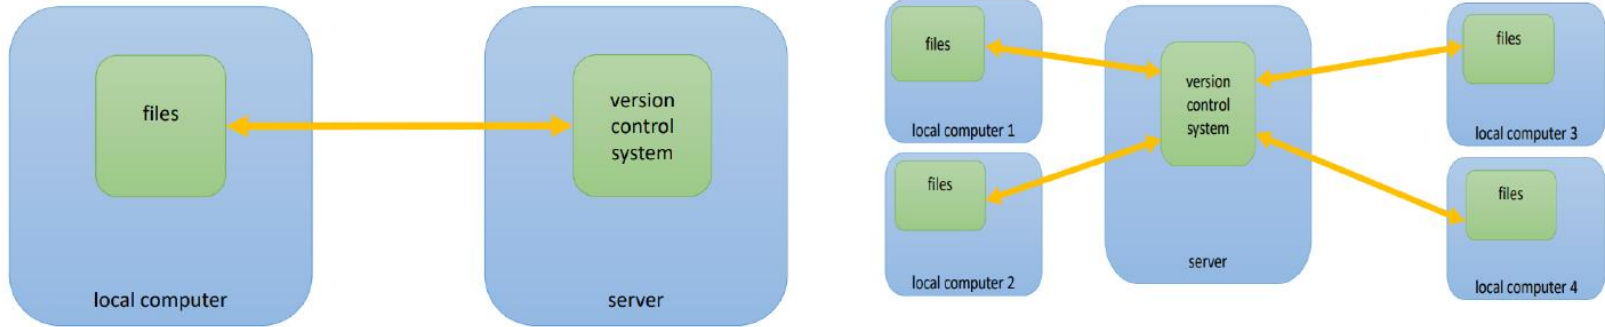 files
local computer
version
control
system
server
files
local computer 1
files
local computer 2
version
control
system
server
files
local computer 3
files
local computer 4